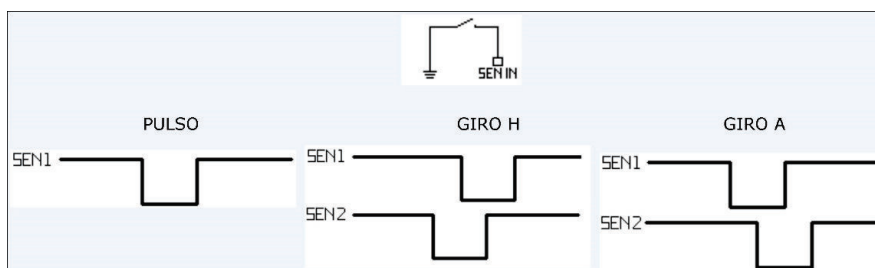 SEN IN
PULSO
GIRO H
GIRO A
SEN1
SEN1
SEN2
SEN1
SEN2